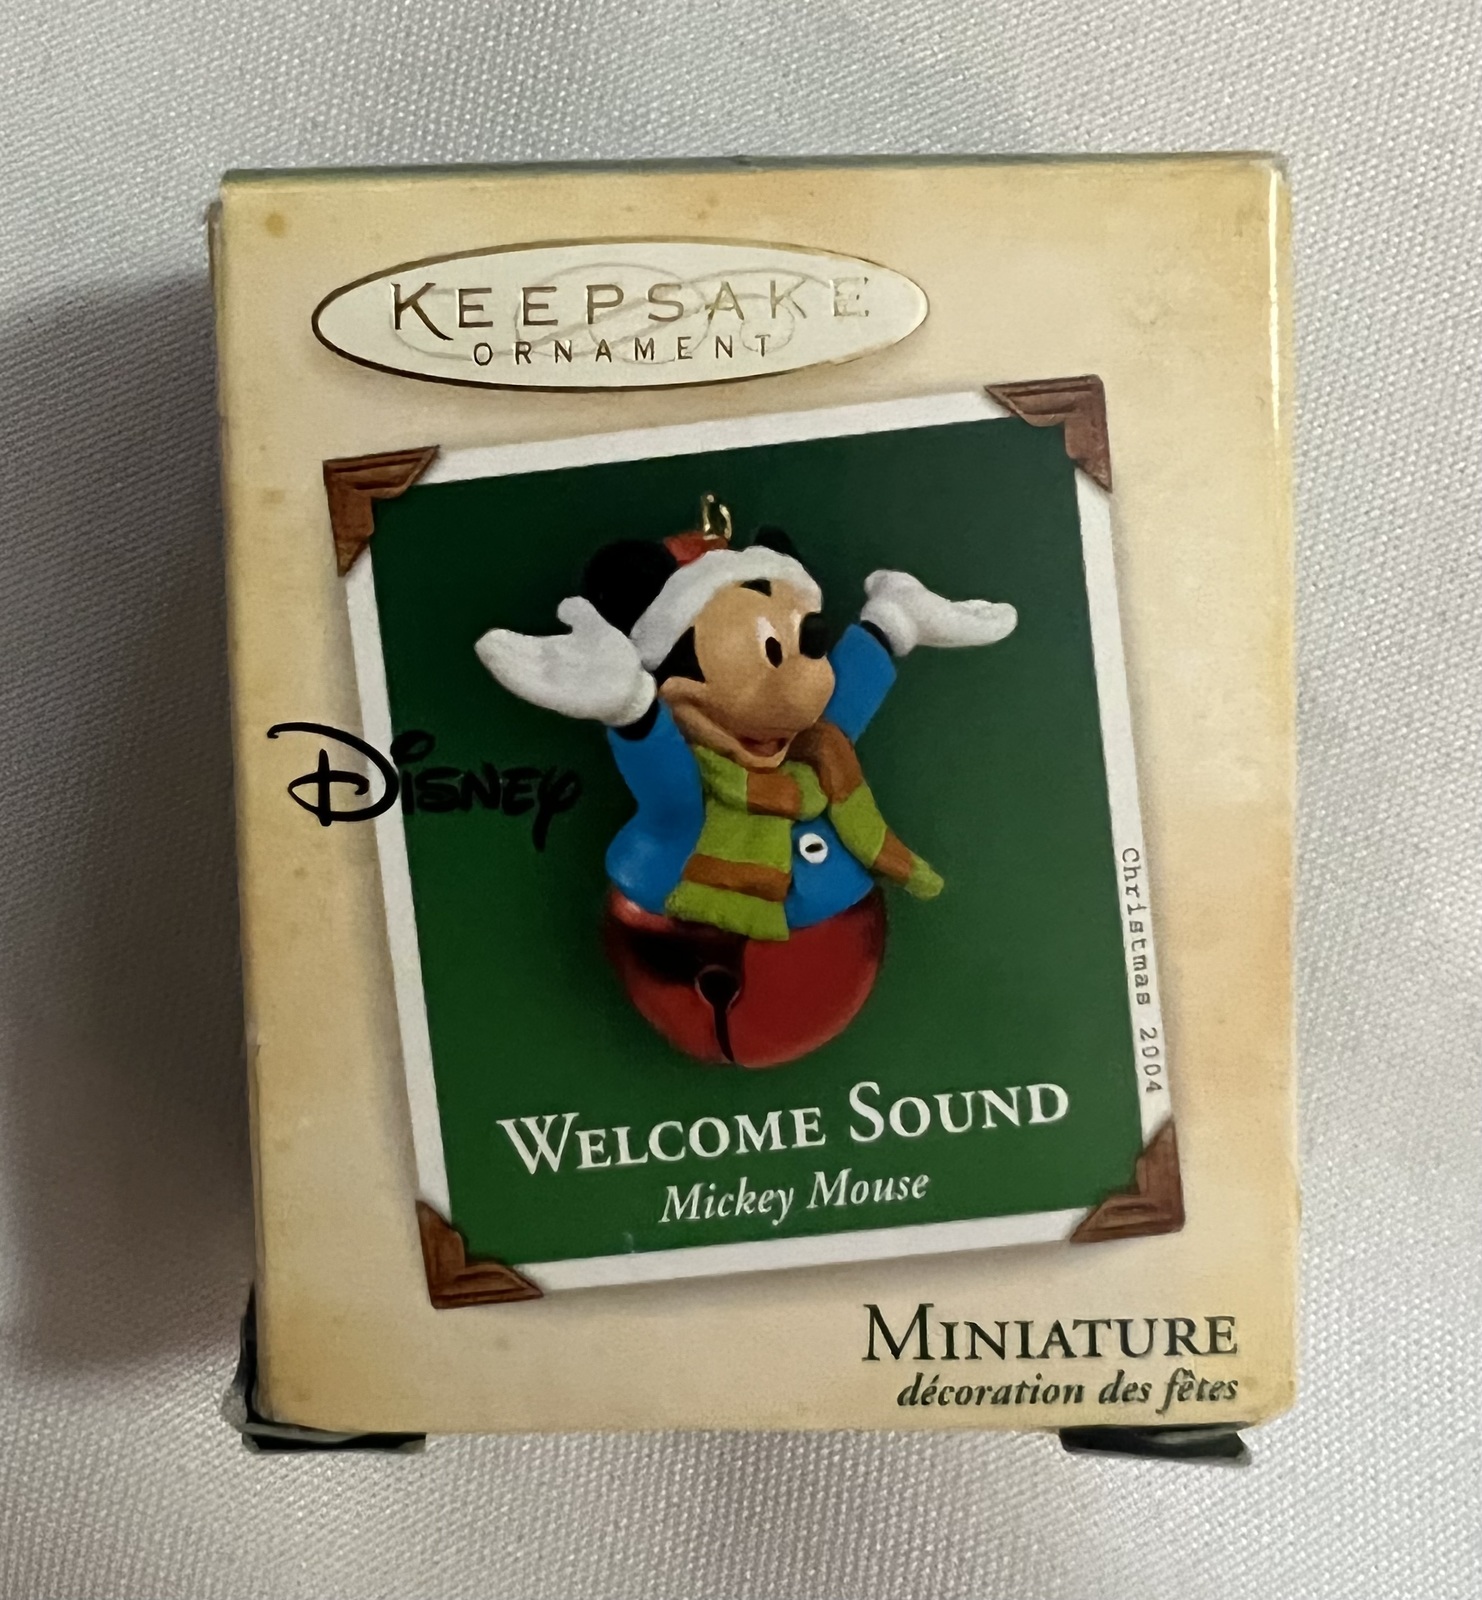 KEEPSAKE
ORNAMENT
Disney
Christmas 2004
WELCOME SOUND
Mickey Mouse
MINIATURE
décoration des fêtes